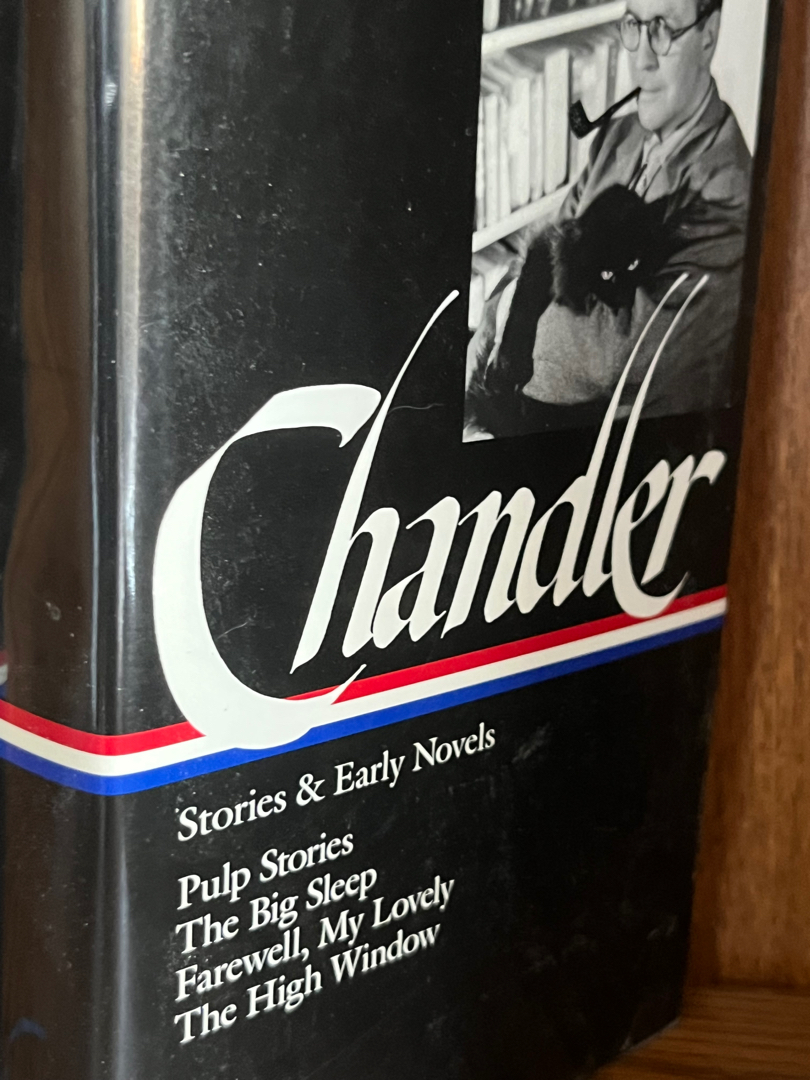 Chandler
Stories & Early Novels
Pulp Stories
The Big Sleep
Farewell, My Lovely
The High Window